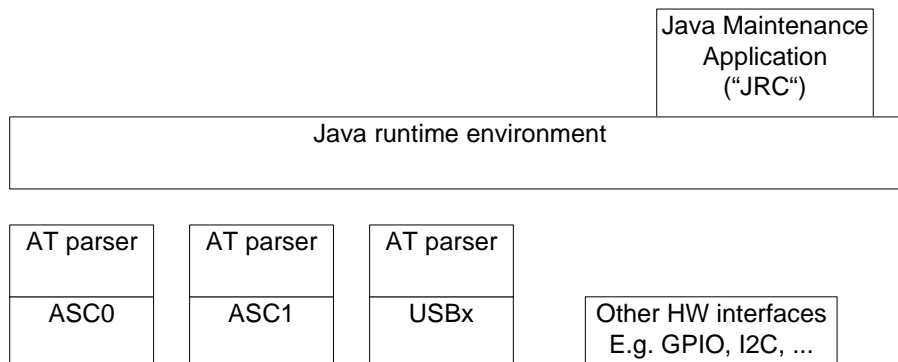 Java Maintenance
Application
(“JRC“)
Java runtime environment
AT parser
AT parser
AT parser
ASC0
ASC1
USBx
Other HW interfaces
E.g. GPIO, I2C, ...